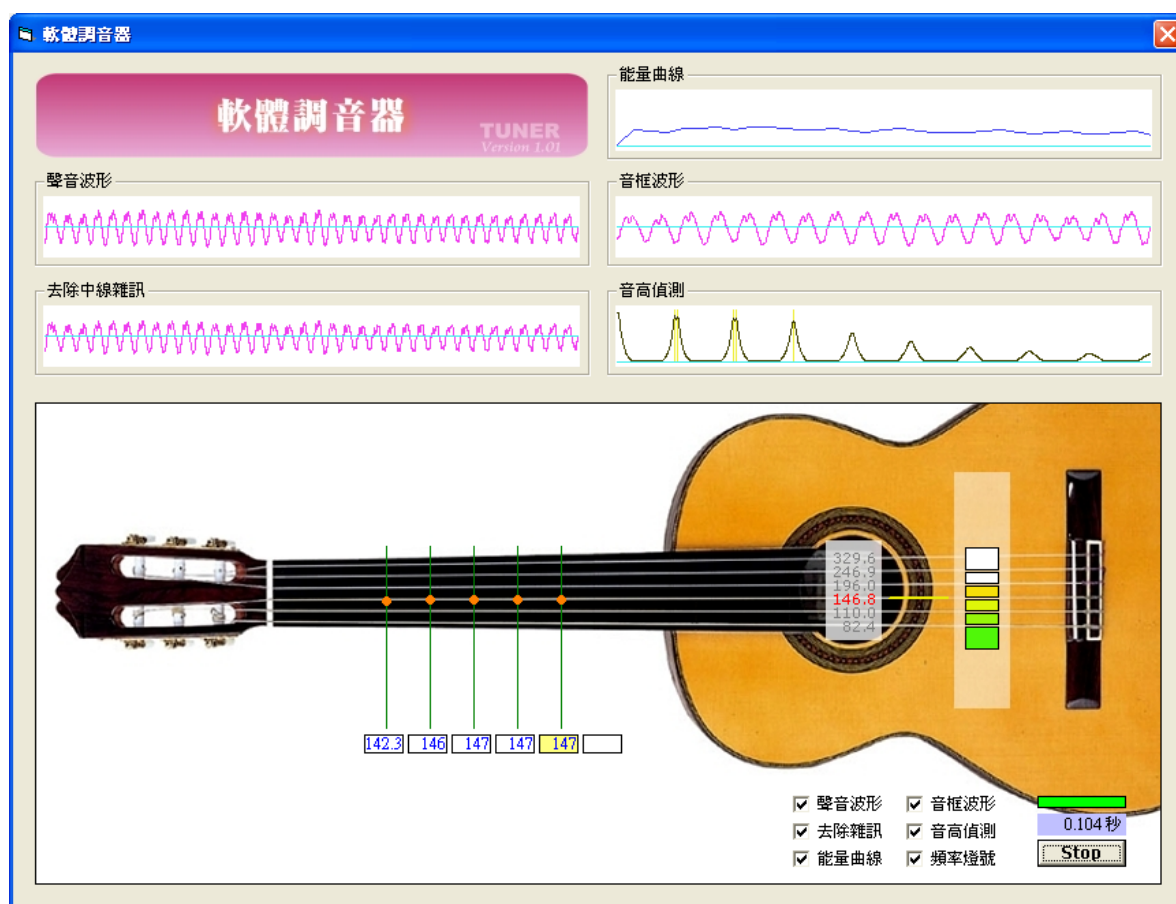 軟體調音器
軟體調音器
TUNER
Version 1.01
能量曲線
聲音波形
音框波形
去除中線雜訊
音高偵測
329.6
246.9
196.0
146.8
110.0
82.4
142.3 146 147 147 147
聲音波形 音框波形
去除雜訊 音高偵測
能量曲線 頻率燈號
0.104 秒
Stop